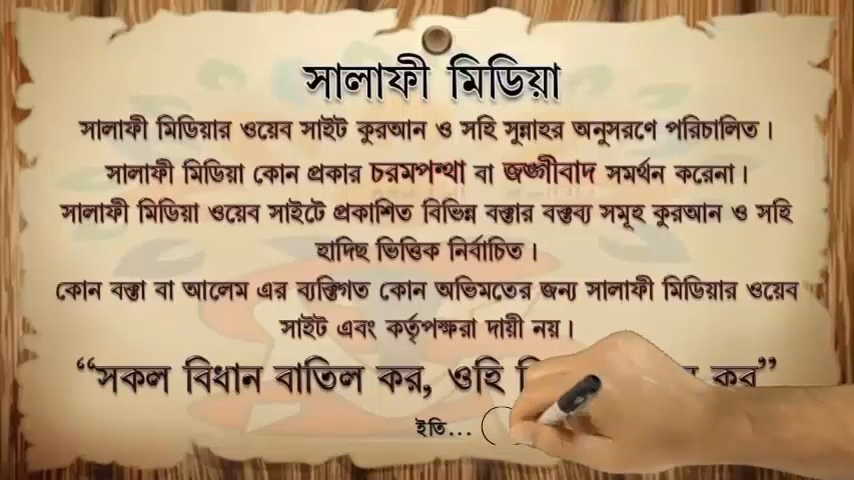 সালাফী মিডিয়া
সালাফী মিডিয়ার ওয়েব সাইট কুরআন ও সহি সুন্নাহর অনুসরণে পরিচালিত।
সালাফী মিডিয়া কোন প্রকার চরমপন্থা বা জঙ্গীবাদ সমর্থন করেনা।
সালাফী মিডিয়া ওয়েব সাইটে প্রকাশিত বিভিন্ন বক্তার বক্তব্য সমূহ কুরআন ও সহি
হাদিছ ভিত্তিক নির্বাচিত।
কোন বক্তা বা আলেম এর ব্যক্তিগত কোন অভিমতের জন্য সালাফী মিডিয়ার ওয়েব
সাইট এবং কর্তৃপক্ষরা দায়ী নয়।
“সকল বিধান বাতিল কর, ওহি কর”
ইতি...